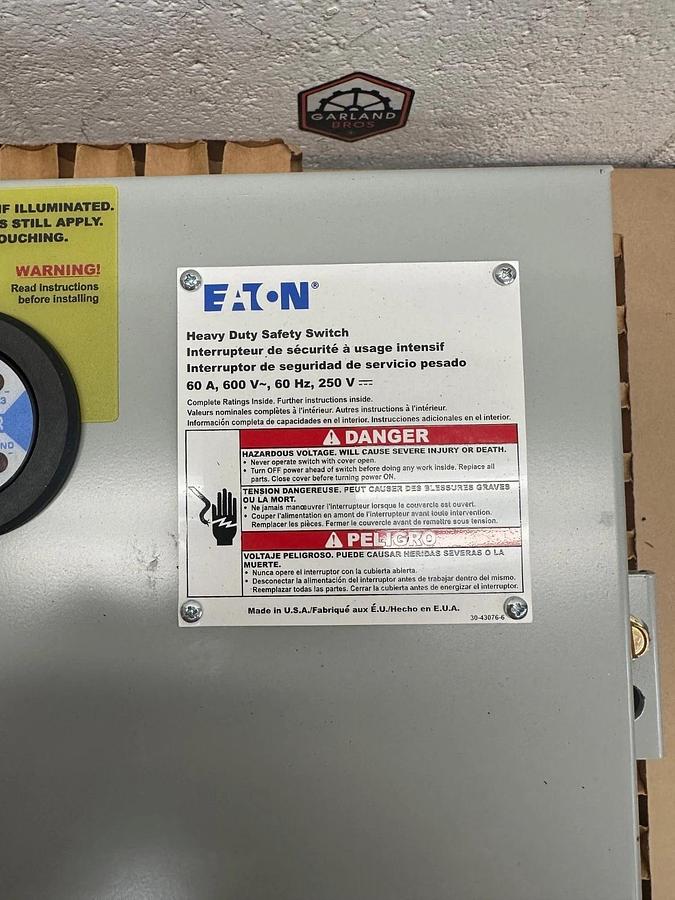 GARLAND
BROS
IF ILLUMINATED.
S STILL APPLY.
OUCHING.
WARNING!
Read Instructions
before installing
EATON®
Heavy Duty Safety Switch
Interrupteur de sécurité à usage intensif
Interruptor de seguridad de servicio pesado
60 A, 600 V~, 60 Hz, 250 V ⎓
Complete Ratings Inside. Further instructions inside.
Valeurs nominales complètes à l'intérieur. Autres instructions à l'intérieur.
Información completa de capacidades en el interior. Instrucciones adicionales en el interior.
DANGER
HAZARDOUS VOLTAGE. WILL CAUSE SEVERE INJURY OR DEATH.
• Never operate switch with cover open.
• Turn OFF power ahead of switch before doing any work inside. Replace all
parts. Close cover before turning power ON.
TENSION DANGEREUSE. PEUT CAUSER DES BLESSURES GRAVES
OU LA MORT.
• Ne jamais manœuvrer l'interrupteur lorsque le couvercle est ouvert.
• Couper l'alimentation en amont de l'interrupteur avant toute intervention.
Remplacer les pièces. Fermer le couvercle avant de remettre sous tension.
PELIGRO
VOLTAJE PELIGROSO. PUEDE CAUSAR HERIDAS SEVERAS O LA
MUERTE.
• Nunca opere el interruptor con la cubierta abierta.
• Desconectar la alimentación del interruptor antes de trabajar dentro del mismo.
Reemplazar todas las partes. Cerrar la cubierta antes de energizar el interruptor.
Made in U.S.A./Fabriqué aux É.U./Hecho en E.U.A.
30-43076-6